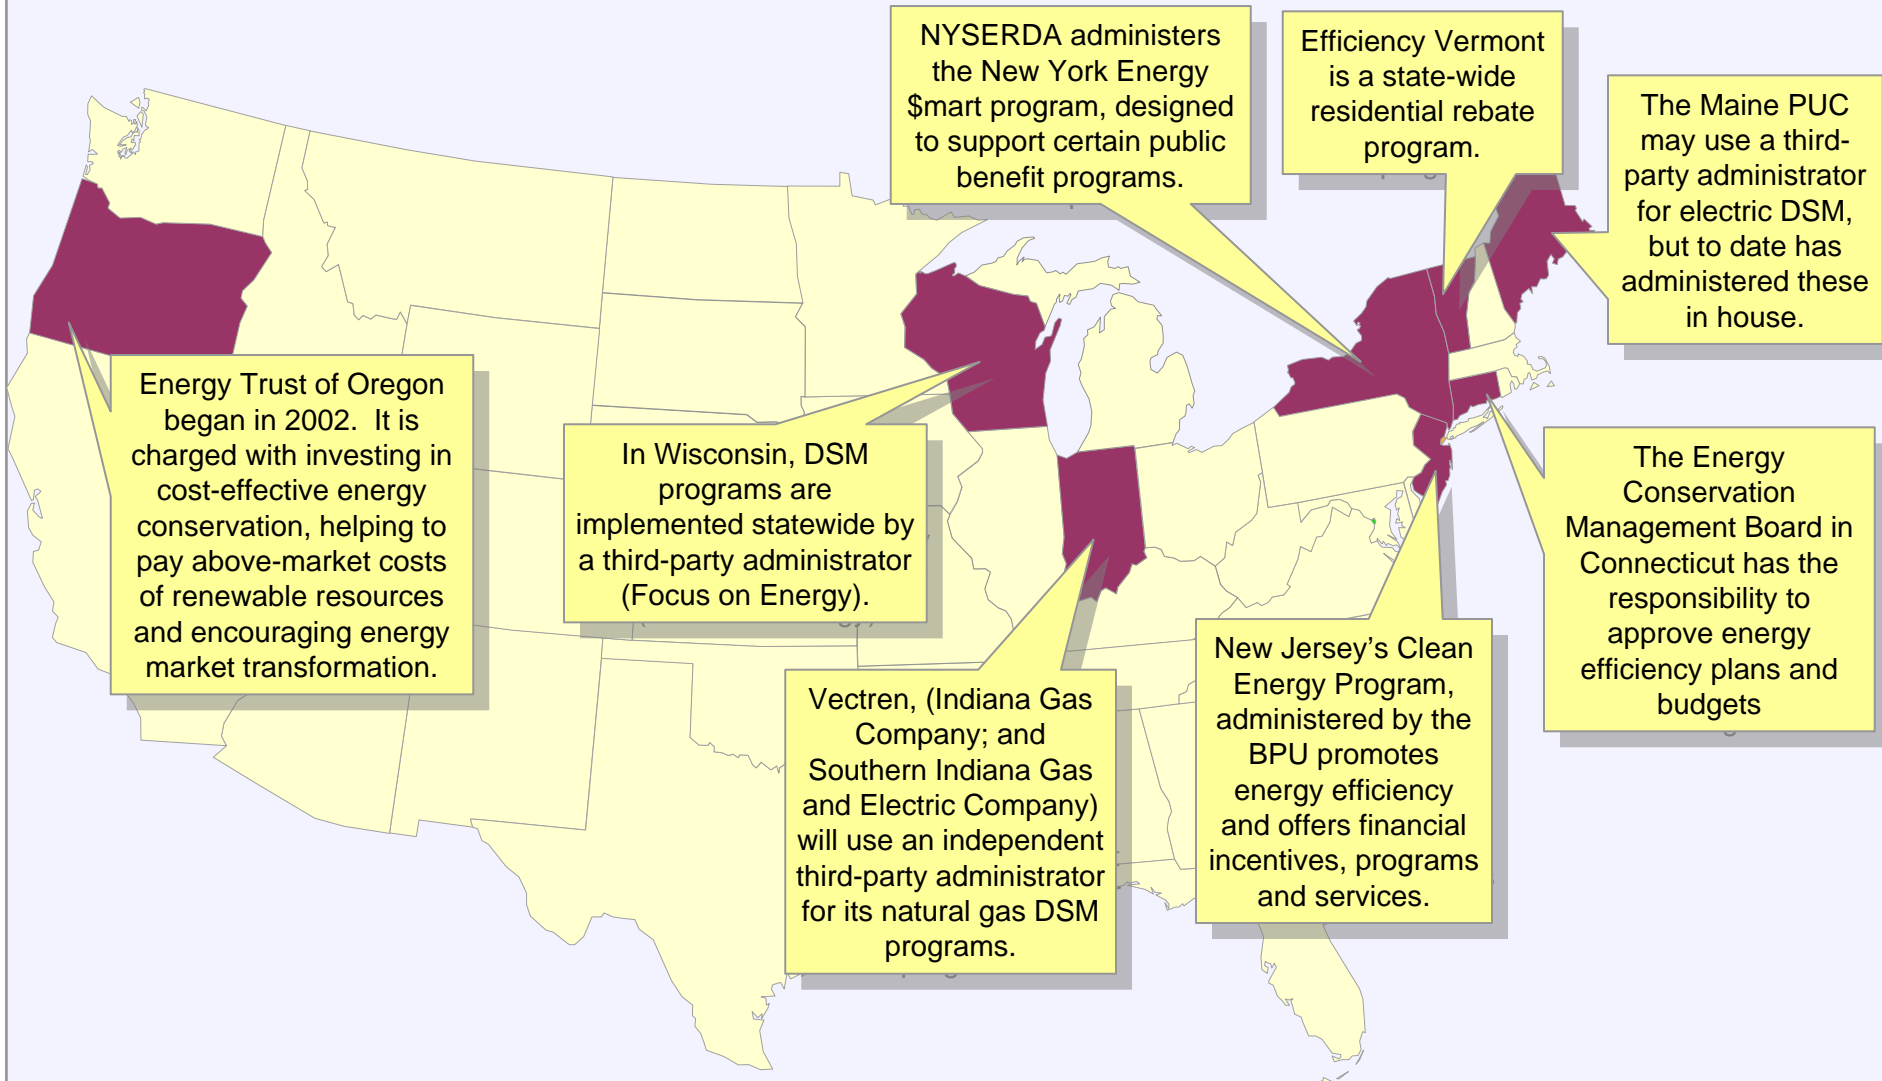 NYSERDA administers
the New York Energy
$mart program, designed
to support certain public
benefit programs.
Efficiency Vermont
is a state-wide
residential rebate
program.
The Maine PUC
may use a third-
party administrator
for electric DSM,
but to date has
administered these
in house.
Energy Trust of Oregon
began in 2002.  It is
charged with investing in
cost-effective energy
conservation, helping to
pay above-market costs
of renewable resources
and encouraging energy
market transformation.
In Wisconsin, DSM
programs are
implemented statewide by
a third-party administrator
(Focus on Energy).
Vectren, (Indiana Gas
Company; and
Southern Indiana Gas
and Electric Company)
will use an independent
third-party administrator
for its natural gas DSM
programs.
New Jersey’s Clean
Energy Program,
administered by the
BPU promotes
energy efficiency
and offers financial
incentives, programs
and services.
The Energy
Conservation
Management Board in
Connecticut has the
responsibility to
approve energy
efficiency plans and
budgets